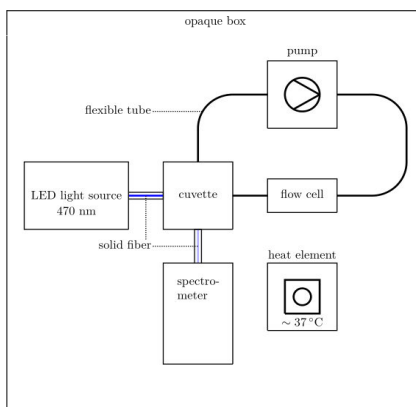 opaque box
pump
flexible tube
LED light source
470 nm
cuvette
flow cell
solid fiber
spectro-
meter
heat element
~ 37 °C